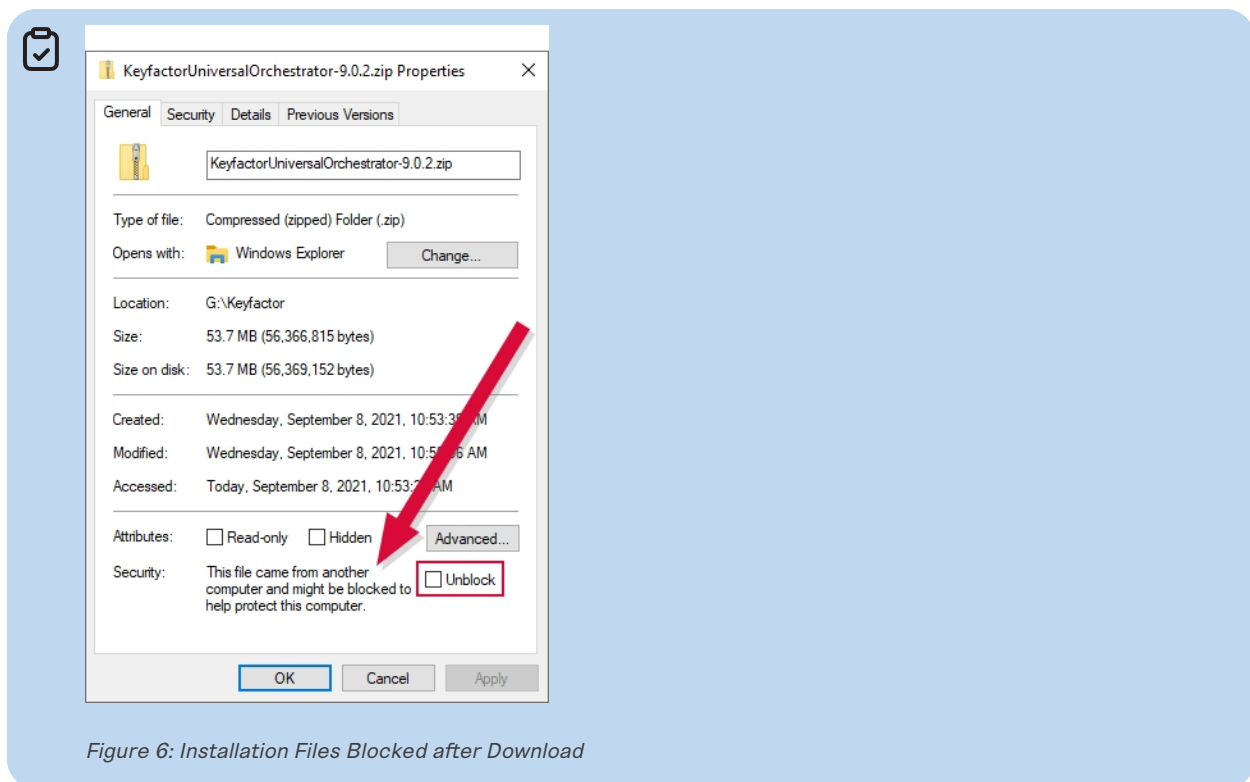 KeyfactorUniversalOrchestrator-9.0.2.zip Properties
General Security Details Previous Versions
KeyfactorUniversalOrchestrator-9.0.2.zip
Type of file: Compressed (zipped) Folder (.zip)
Opens with: Windows Explorer Change...
Location: G:\Keyfactor
Size: 53.7 MB (56,366,815 bytes)
Size on disk: 53.7 MB (56,369,152 bytes)
Created: Wednesday, September 8, 2021,
Modified: Wednesday, September 8, 2021, AM
Accessed: Today, September 8, 2021, AM
Attributes: Read-only Hidden Advanced...
Security: This file came from another
computer and might be blocked to Unblock
help protect this computer.
OK Cancel Apply
Figure 6: Installation Files Blocked after Download